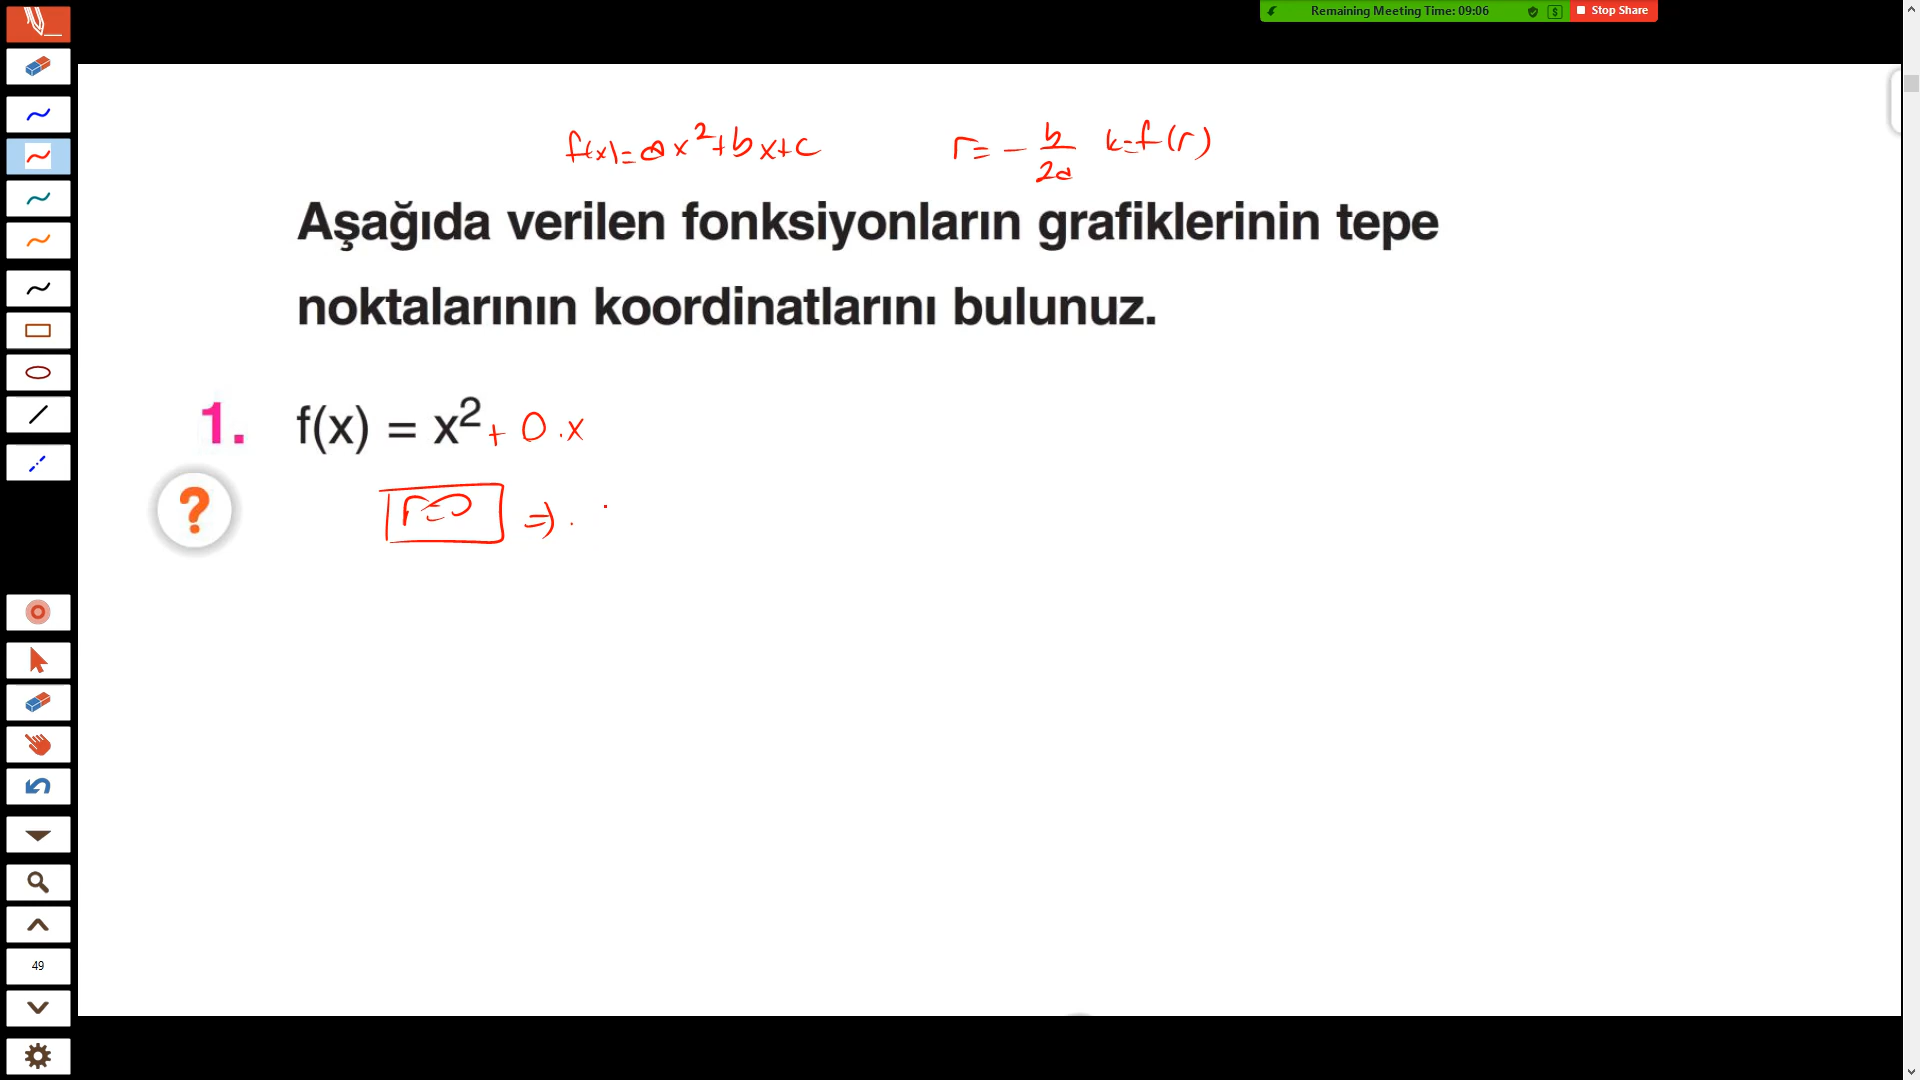 Remaining Meeting Time: 09:06 Stop Share
f(x)=ax²+bx+c r=-b/2a k=f(r)
Aşağıda verilen fonksiyonların grafiklerinin tepe
noktalarının koordinatlarını bulunuz.
1. f(x) = x² + 0.x
? r=0 ⇒
49